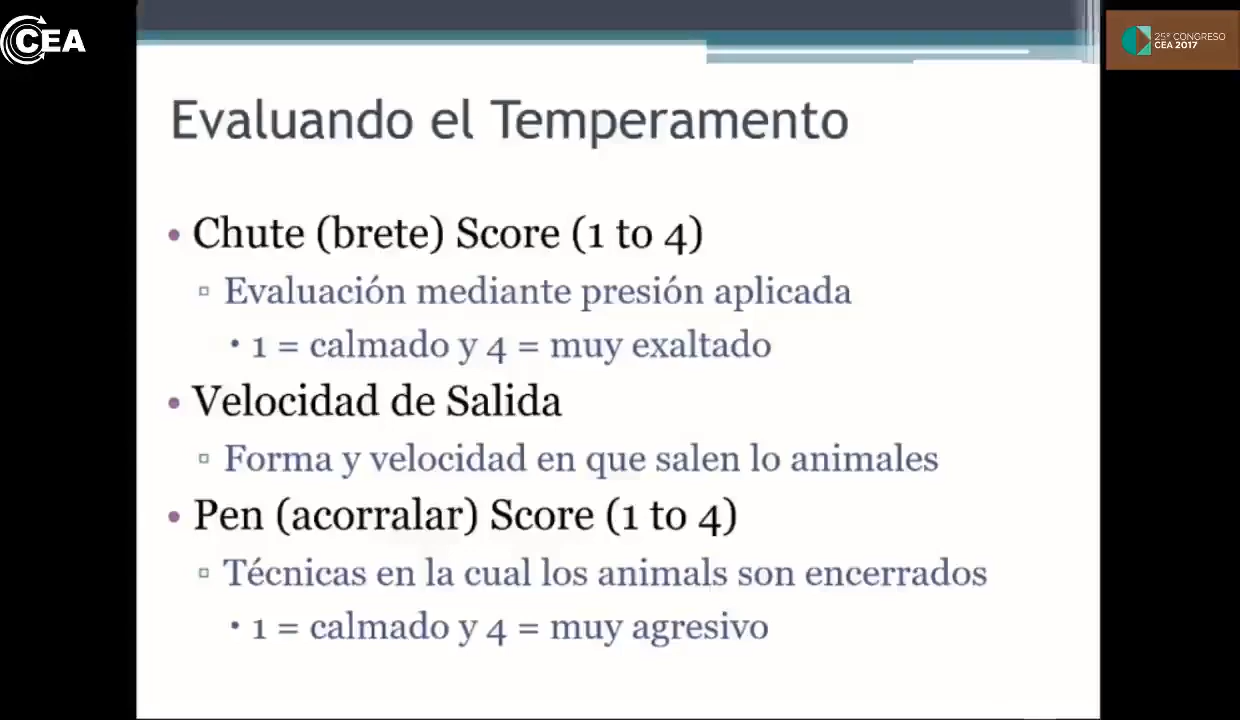 CEA
25º CONGRESO
CEA 2017
Evaluando el Temperamento
• Chute (brete) Score (1 to 4)
▫ Evaluación mediante presión aplicada
• 1 = calmado y 4 = muy exaltado
• Velocidad de Salida
▫ Forma y velocidad en que salen lo animales
• Pen (acorralar) Score (1 to 4)
▫ Técnicas en la cual los animals son encerrados
• 1 = calmado y 4 = muy agresivo